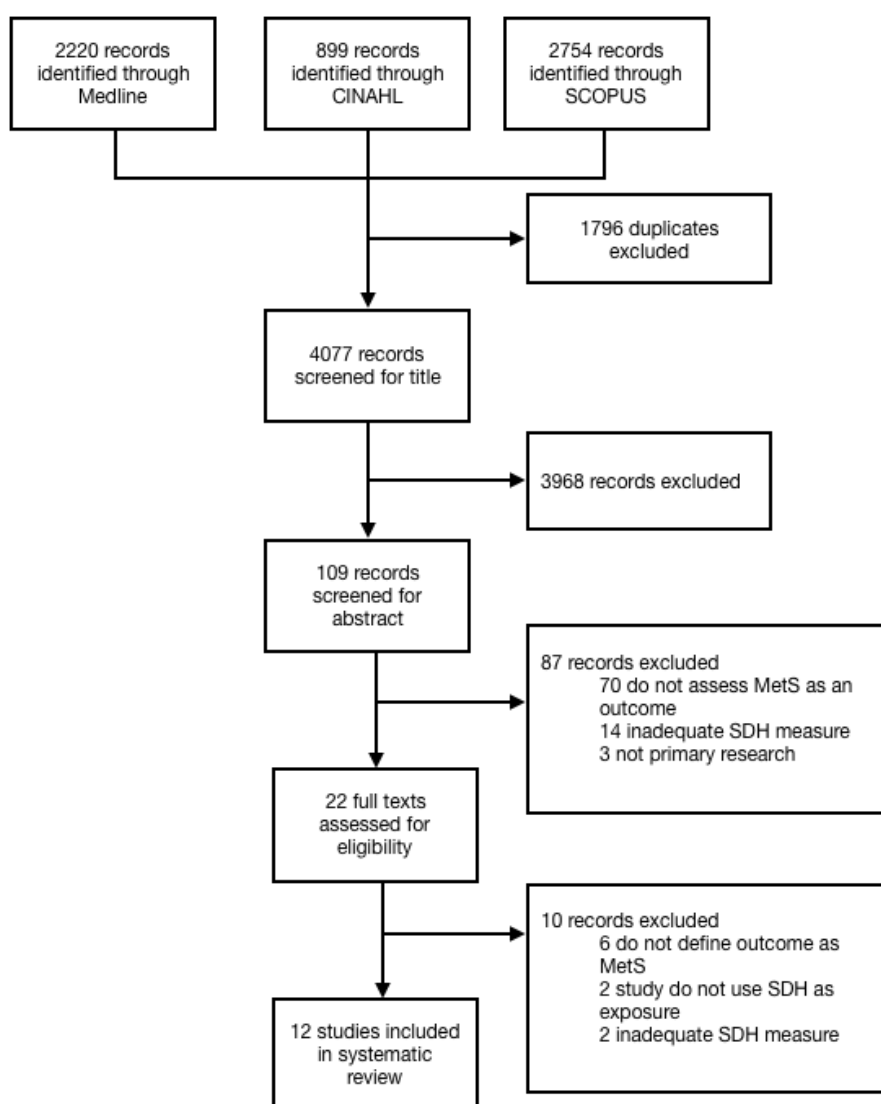 2220 records
identified through
Medline
899 records
identified through
CINAHL
2754 records
identified through
SCOPUS
1796 duplicates
excluded
4077 records
screened for title
3968 records excluded
109 records
screened for
abstract
87 records excluded
70 do not assess MetS as an
outcome
14 inadequate SDH measure
3 not primary research
22 full texts
assessed for
eligibility
10 records excluded
6 do not define outcome as
MetS
2 study do not use SDH as
exposure
2 inadequate SDH measure
12 studies included
in systematic
review